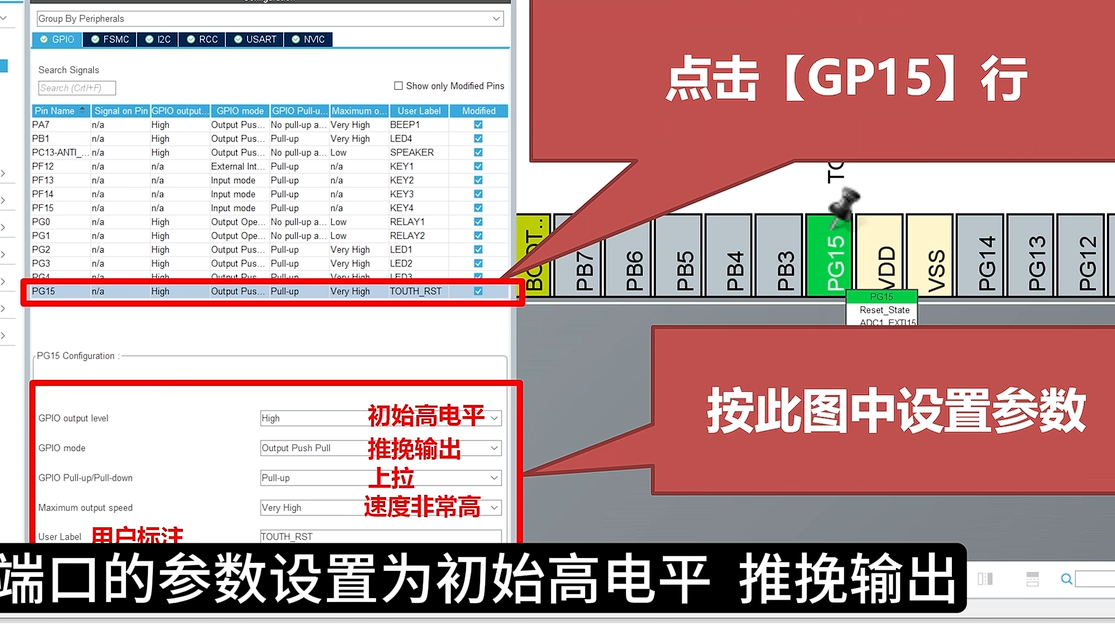 Group By Peripherals
GPIO FSMC I2C RCC USART NVIC
Search Signals
Search (Crtl+F)
Show only Modified Pins
Pin Name Signal on Pin GPIO output... GPIO mode GPIO Pull-u... Maximum o... User Label Modified
PA7 n/a High Output Pus... No pull-up a... Very High BEEP1
PB1 n/a High Output Pus... Pull-up Very High LED4
PC13-ANTI_... n/a High Output Pus... No pull-up a... Low SPEAKER
PF12 n/a n/a External Int... Pull-up n/a KEY1
PF13 n/a n/a Input mode Pull-up n/a KEY2
PF14 n/a n/a Input mode Pull-up n/a KEY3
PF15 n/a n/a Input mode Pull-up n/a KEY4
PG0 n/a High Output Ope... No pull-up a... Low RELAY1
PG1 n/a High Output Ope... No pull-up a... Low RELAY2
PG2 n/a High Output Pus... Pull-up Very High LED1
PG3 n/a High Output Pus... Pull-up Very High LED2
PG4 n/a High Output Pus... Pull-up Very High LED3
PG15 n/a High Output Pus... Pull-up Very High TOUTH_RST
PG15 Configuration :
GPIO output level High 初始高电平
GPIO mode Output Push Pull 推挽输出
GPIO Pull-up/Pull-down Pull-up 上拉
Maximum output speed Very High 速度非常高
User Label 用户标注 TOUTH_RST
点击【GP15】行
BOOT..
PB7
PB6
PB5
PB4
PB3
PG15
VDD
VSS
PG14
PG13
PG12
PG15
Reset_State
ADC1_EXTI15
按此图中设置参数
端口的参数设置为初始高电平 推挽输出